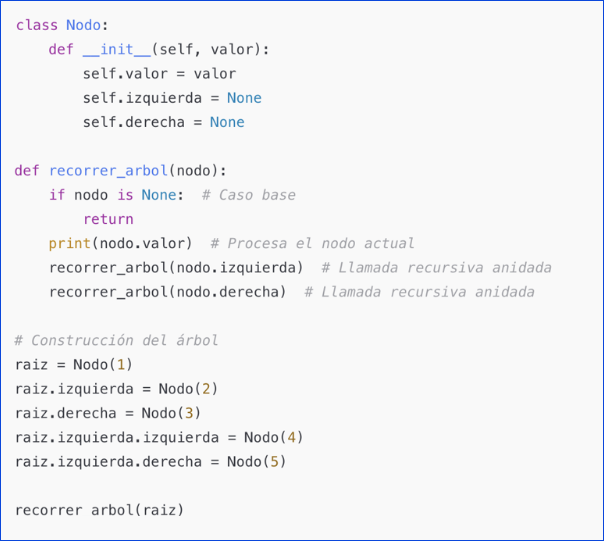 class Nodo:
    def __init__(self, valor):
        self.valor = valor
        self.izquierda = None
        self.derecha = None

def recorrer_arbol(nodo):
    if nodo is None:  # Caso base
        return
    print(nodo.valor)  # Procesa el nodo actual
    recorrer_arbol(nodo.izquierda)  # Llamada recursiva anidada
    recorrer_arbol(nodo.derecha)  # Llamada recursiva anidada

# Construcción del árbol
raiz = Nodo(1)
raiz.izquierda = Nodo(2)
raiz.derecha = Nodo(3)
raiz.izquierda.izquierda = Nodo(4)
raiz.izquierda.derecha = Nodo(5)

recorrer arbol(raiz)